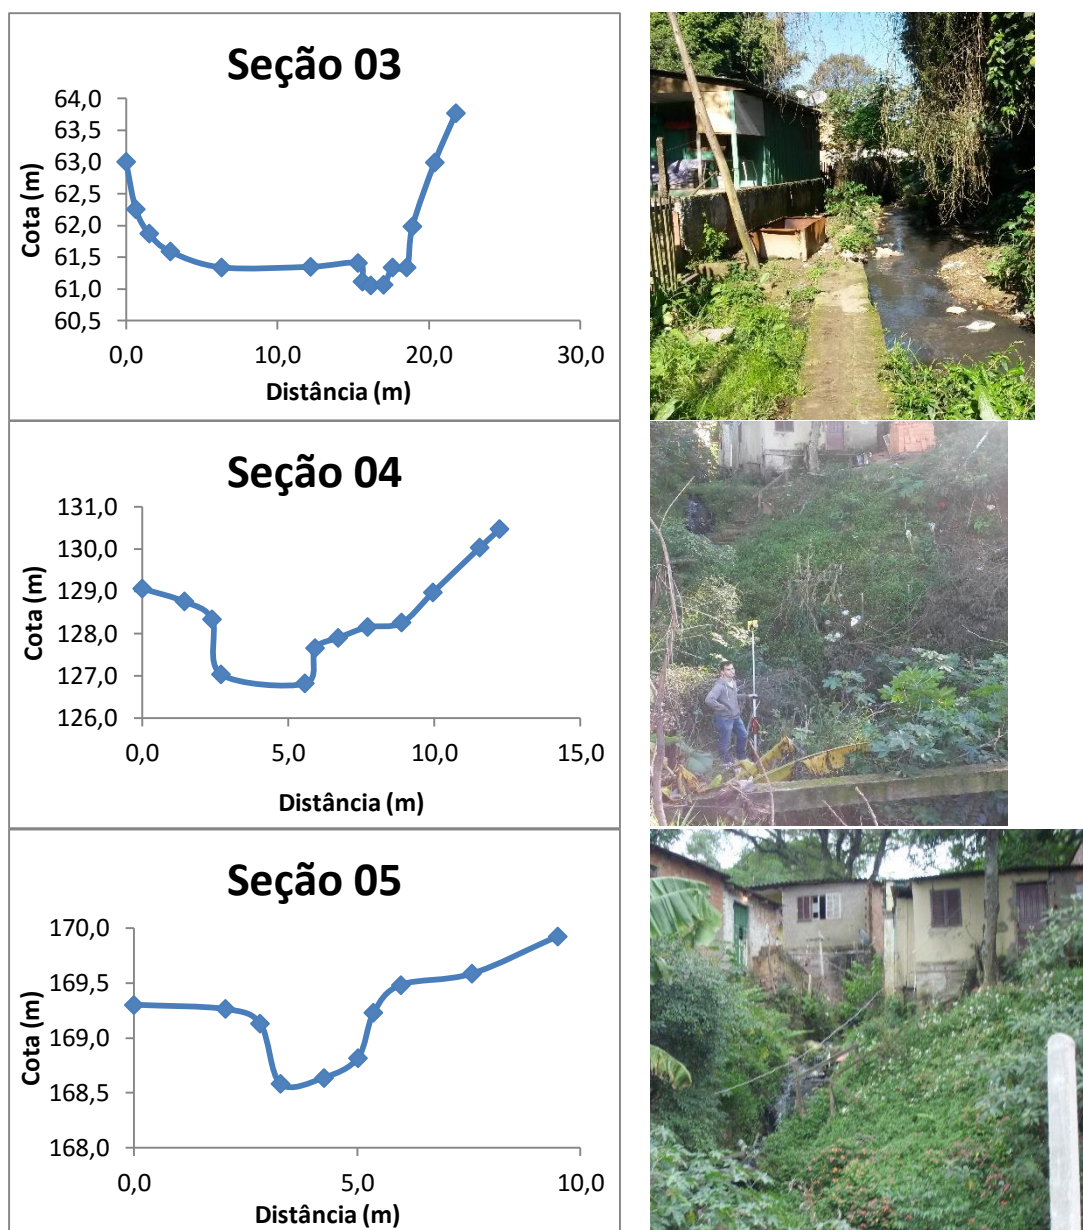 Seção 03
64,0
63,5
63,0
62,5
62,0
61,5
61,0
60,5
Cota (m)
0,0 10,0 20,0 30,0
Distância (m)
Seção 04
131,0
130,0
129,0
128,0
127,0
126,0
Cota (m)
0,0 5,0 10,0 15,0
Distância (m)
Seção 05
170,0
169,5
169,0
168,5
168,0
Cota (m)
0,0 5,0 10,0
Distância (m)